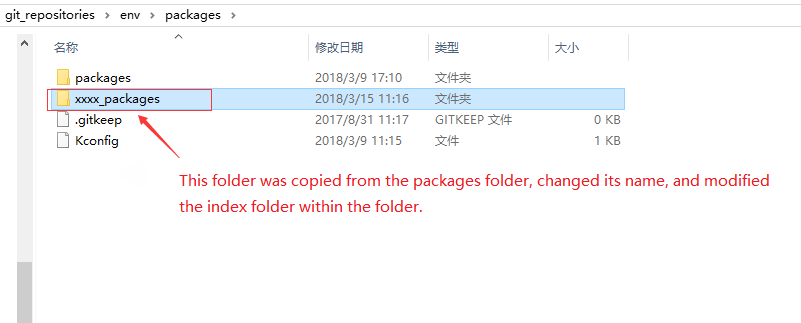 git_repositories > env > packages >
名称 修改日期 类型 大小
packages 2018/3/9 17:10 文件夹
xxxx_packages 2018/3/15 11:16 文件夹
.gitkeep 2017/8/31 11:17 GITKEEP 文件 0 KB
Kconfig 2018/3/9 11:15 文件 1 KB
This folder was copied from the packages folder, changed its name, and modified
the index folder within the folder.